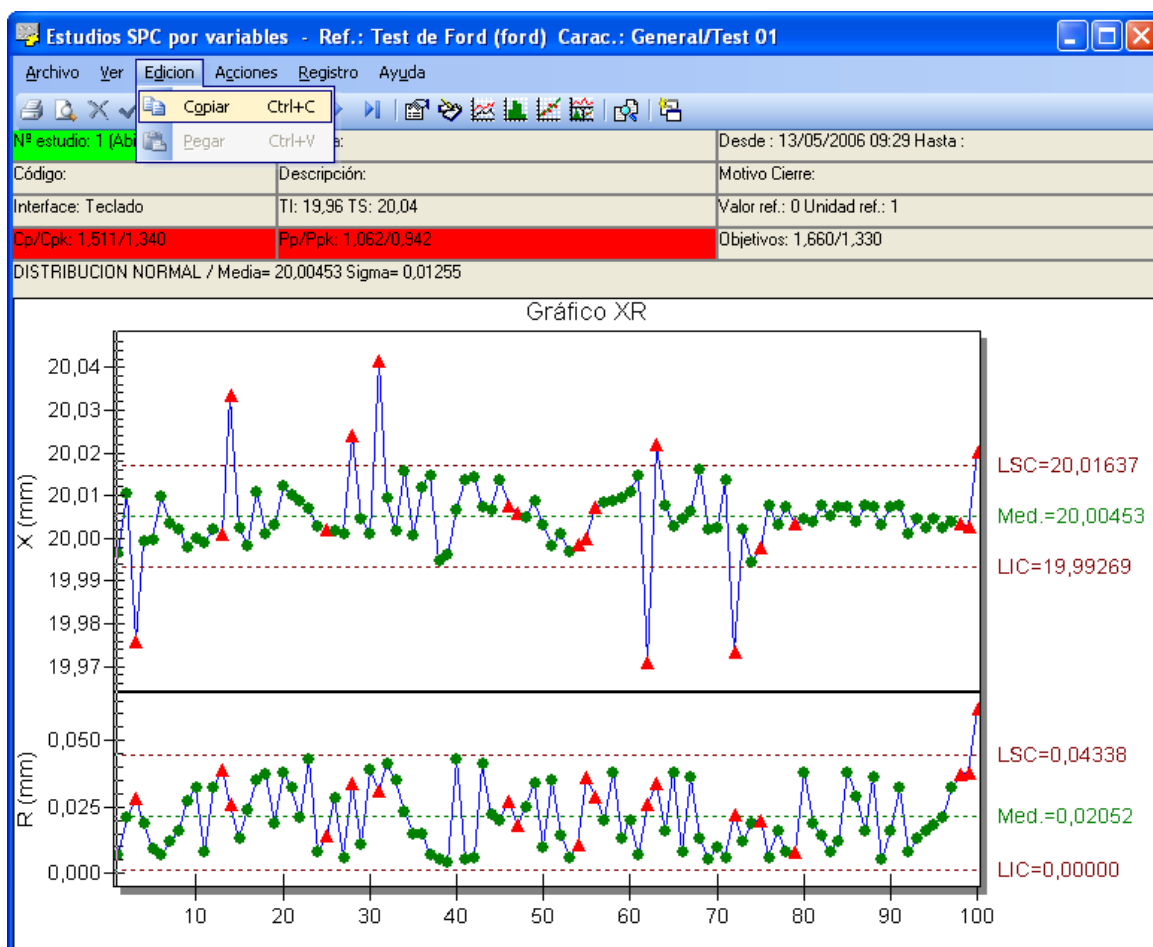 Estudios SPC por variables - Ref.: Test de Ford (ford) Carac.: General/Test 01
Archivo Ver Edicion Acciones Registro Ayuda
Copiar Ctrl+C
Pegar Ctrl+V
Nº estudio: 1 (Abi
a:
Desde : 13/05/2006 09:29 Hasta :
Código:
Descripción:
Motivo Cierre:
Interface: Teclado
TI: 19,96 TS: 20,04
Valor ref.: 0 Unidad ref.: 1
Cp/Cpk: 1,511/1,340
Pp/Ppk: 1,062/0,942
Objetivos: 1,660/1,330
DISTRIBUCION NORMAL / Media= 20,00453 Sigma= 0,01255
Gráfico XR
X (mm)
20,04
20,03
20,02
20,01
20,00
19,99
19,98
19,97
LSC=20,01637
Med.=20,00453
LIC=19,99269
R (mm)
0,050
0,025
0,000
LSC=0,04338
Med.=0,02052
LIC=0,00000
10 20 30 40 50 60 70 80 90 100